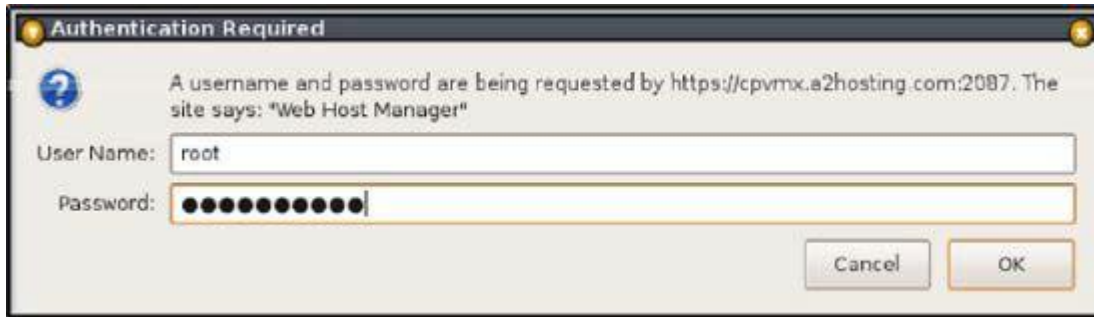 Authentication Required
A username and password are being requested by https://cpvmx.a2hosting.com:2087. The
site says: "Web Host Manager"
User Name: root
Password: ●●●●●●●●●●
Cancel OK